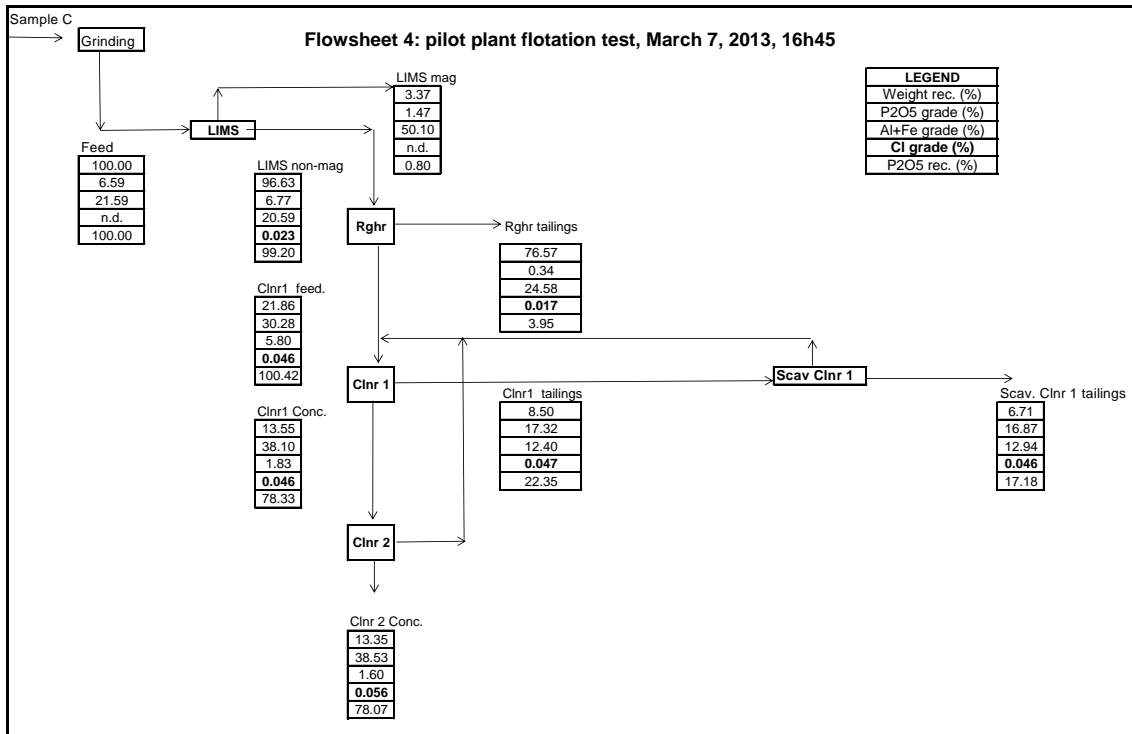 Sample C
Grinding
Flowsheet 4: pilot plant flotation test, March 7, 2013, 16h45
LIMS mag
3.37
1.47
50.10
n.d.
0.80
LEGEND
Weight rec. (%)
P2O5 grade (%)
Al+Fe grade (%)
Cl grade (%)
P2O5 rec. (%)
LIMS
Feed
100.00
6.59
21.59
n.d.
100.00
LIMS non-mag
96.63
6.77
20.59
0.023
99.20
Rghr
Rghr tailings
76.57
0.34
24.58
0.017
3.95
Clnr1 feed.
21.86
30.28
5.80
0.046
100.42
Clnr 1
Scav Clnr 1
Clnr1 Conc.
13.55
38.10
1.83
0.046
78.33
Clnr1 tailings
8.50
17.32
12.40
0.047
22.35
Scav. Clnr 1 tailings
6.71
16.87
12.94
0.046
17.18
Clnr 2
Clnr 2 Conc.
13.35
38.53
1.60
0.056
78.07